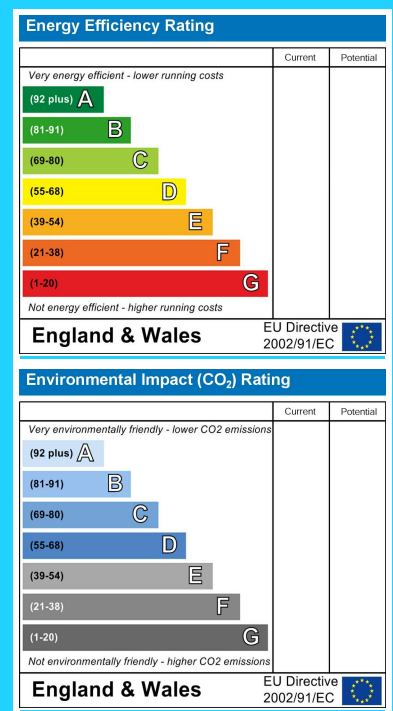 Energy Efficiency Rating
Current Potential
Very energy efficient - lower running costs
(92 plus) A
(81-91) B
(69-80) C
(55-68) D
(39-54) E
(21-38) F
(1-20) G
Not energy efficient - higher running costs
England & Wales
EU Directive
2002/91/EC
Environmental Impact (CO₂) Rating
Current Potential
Very environmentally friendly - lower CO2 emissions
(92 plus) A
(81-91) B
(69-80) C
(55-68) D
(39-54) E
(21-38) F
(1-20) G
Not environmentally friendly - higher CO2 emissions
England & Wales
EU Directive
2002/91/EC